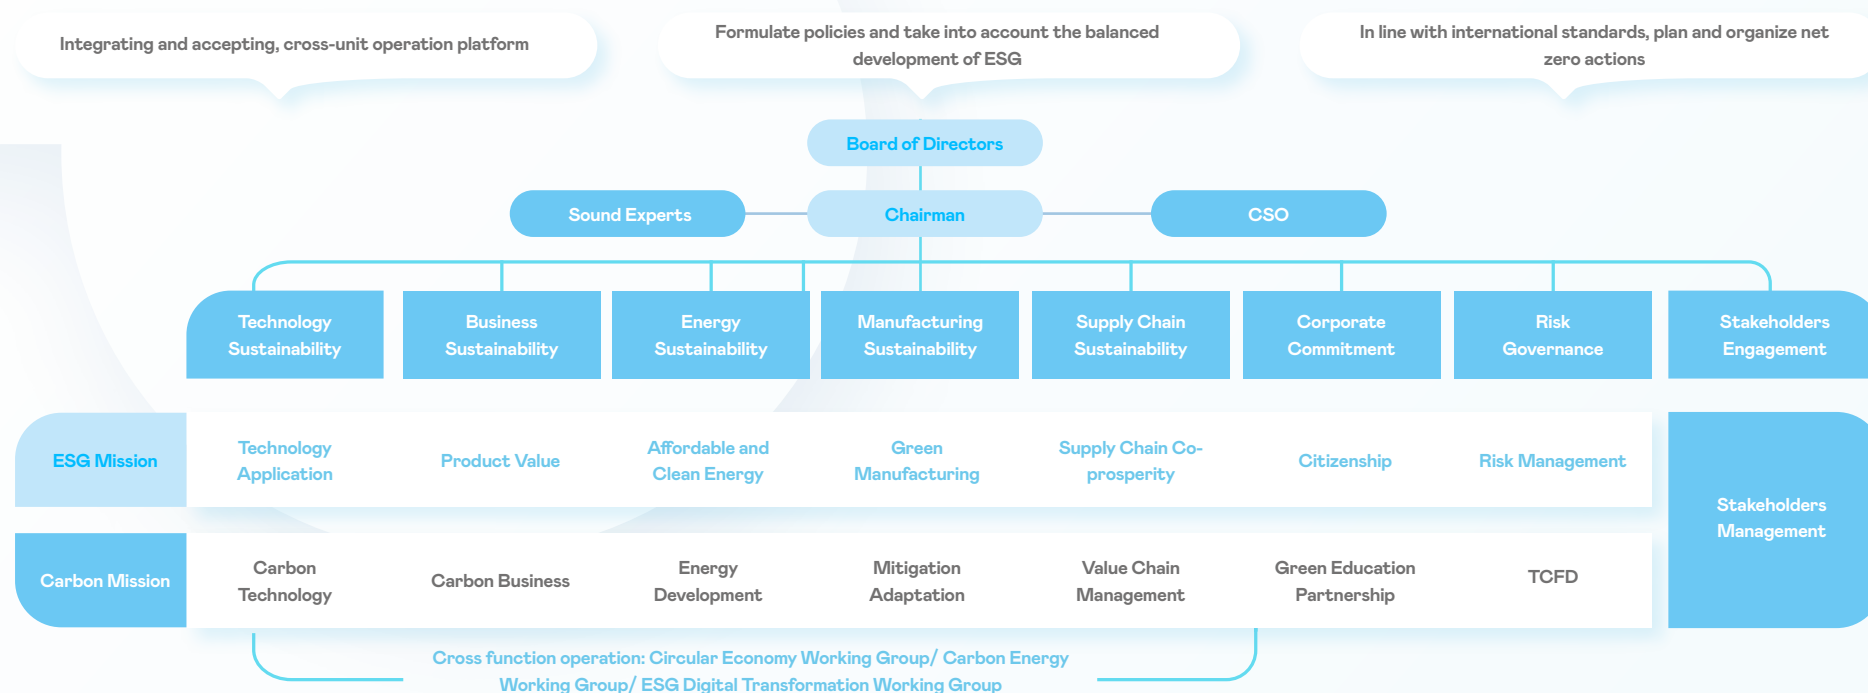 Integrating and accepting, cross-unit operation platform
Formulate policies and take into account the balanced
development of ESG
In line with international standards, plan and organize net
zero actions
Board of Directors
Sound Experts
Chairman
CSO
Technology
Sustainability
Business
Sustainability
Energy
Sustainability
Manufacturing
Sustainability
Supply Chain
Sustainability
Corporate
Commitment
Risk
Governance
Stakeholders
Engagement
ESG Mission
Technology
Application
Product Value
Affordable and
Clean Energy
Green
Manufacturing
Supply Chain Co-
prosperity
Citizenship
Risk Management
Stakeholders
Management
Carbon Mission
Carbon
Technology
Carbon Business
Energy
Development
Mitigation
Adaptation
Value Chain
Management
Green Education
Partnership
TCFD
Cross function operation: Circular Economy Working Group/ Carbon Energy
Working Group/ ESG Digital Transformation Working Group